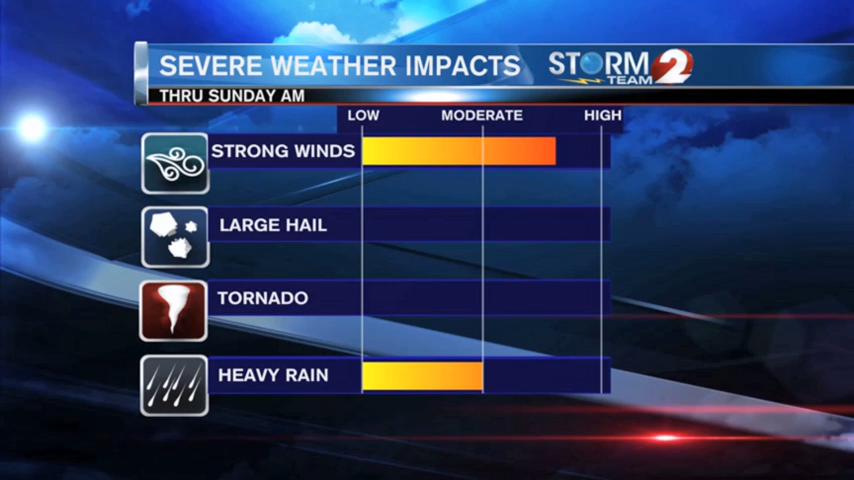 SEVERE WEATHER IMPACTS
STORM
TEAM 2
THRU SUNDAY AM
LOW MODERATE HIGH
STRONG WINDS
LARGE HAIL
TORNADO
HEAVY RAIN